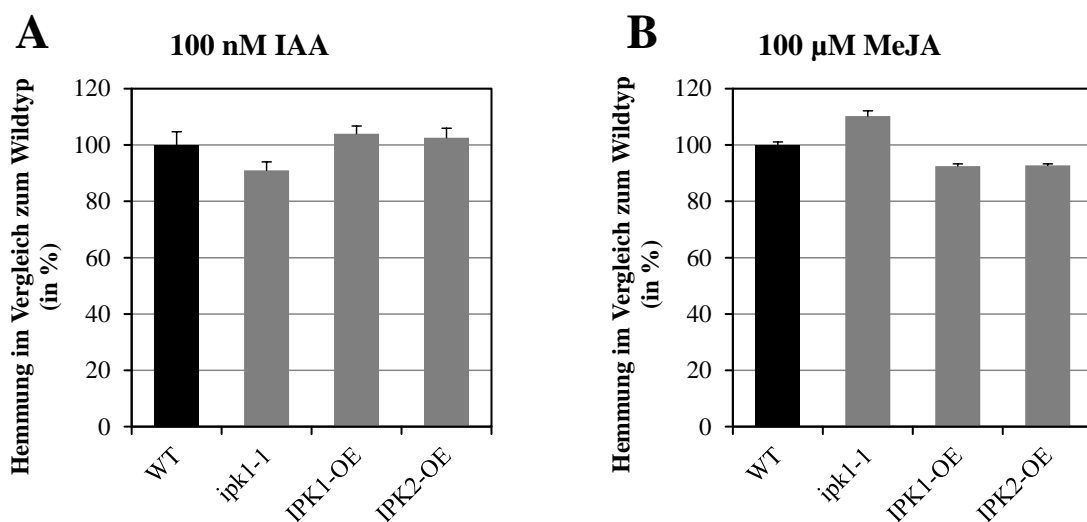 A
100 nM IAA
Hemmung im Vergleich zum Wildtyp
(in %)
120
100
80
60
40
20
0
WT
ipk1-1
IPK1-OE
IPK2-OE
B
100 µM MeJA
Hemmung im Vergleich zum Wildtyp
(in %)
120
100
80
60
40
20
0
WT
ipk1-1
IPK1-OE
IPK2-OE